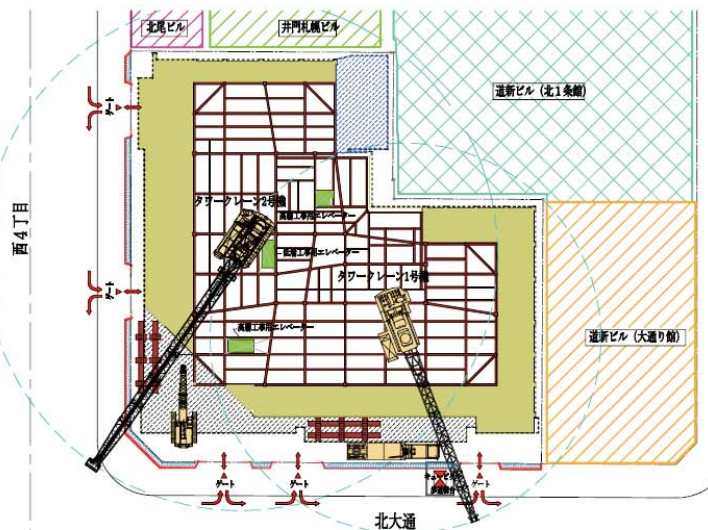 北尾ビル
井門札幌ビル
道新ビル（北1条館）
ゲート
タワークレーン2号機
高層工事用エレベーター
西4丁目
低層工事用エレベーター
タワークレーン1号機
ゲート
高層工事用エレベーター
道新ビル（大通り館）
ゲート
ゲート
ゲート
北大通